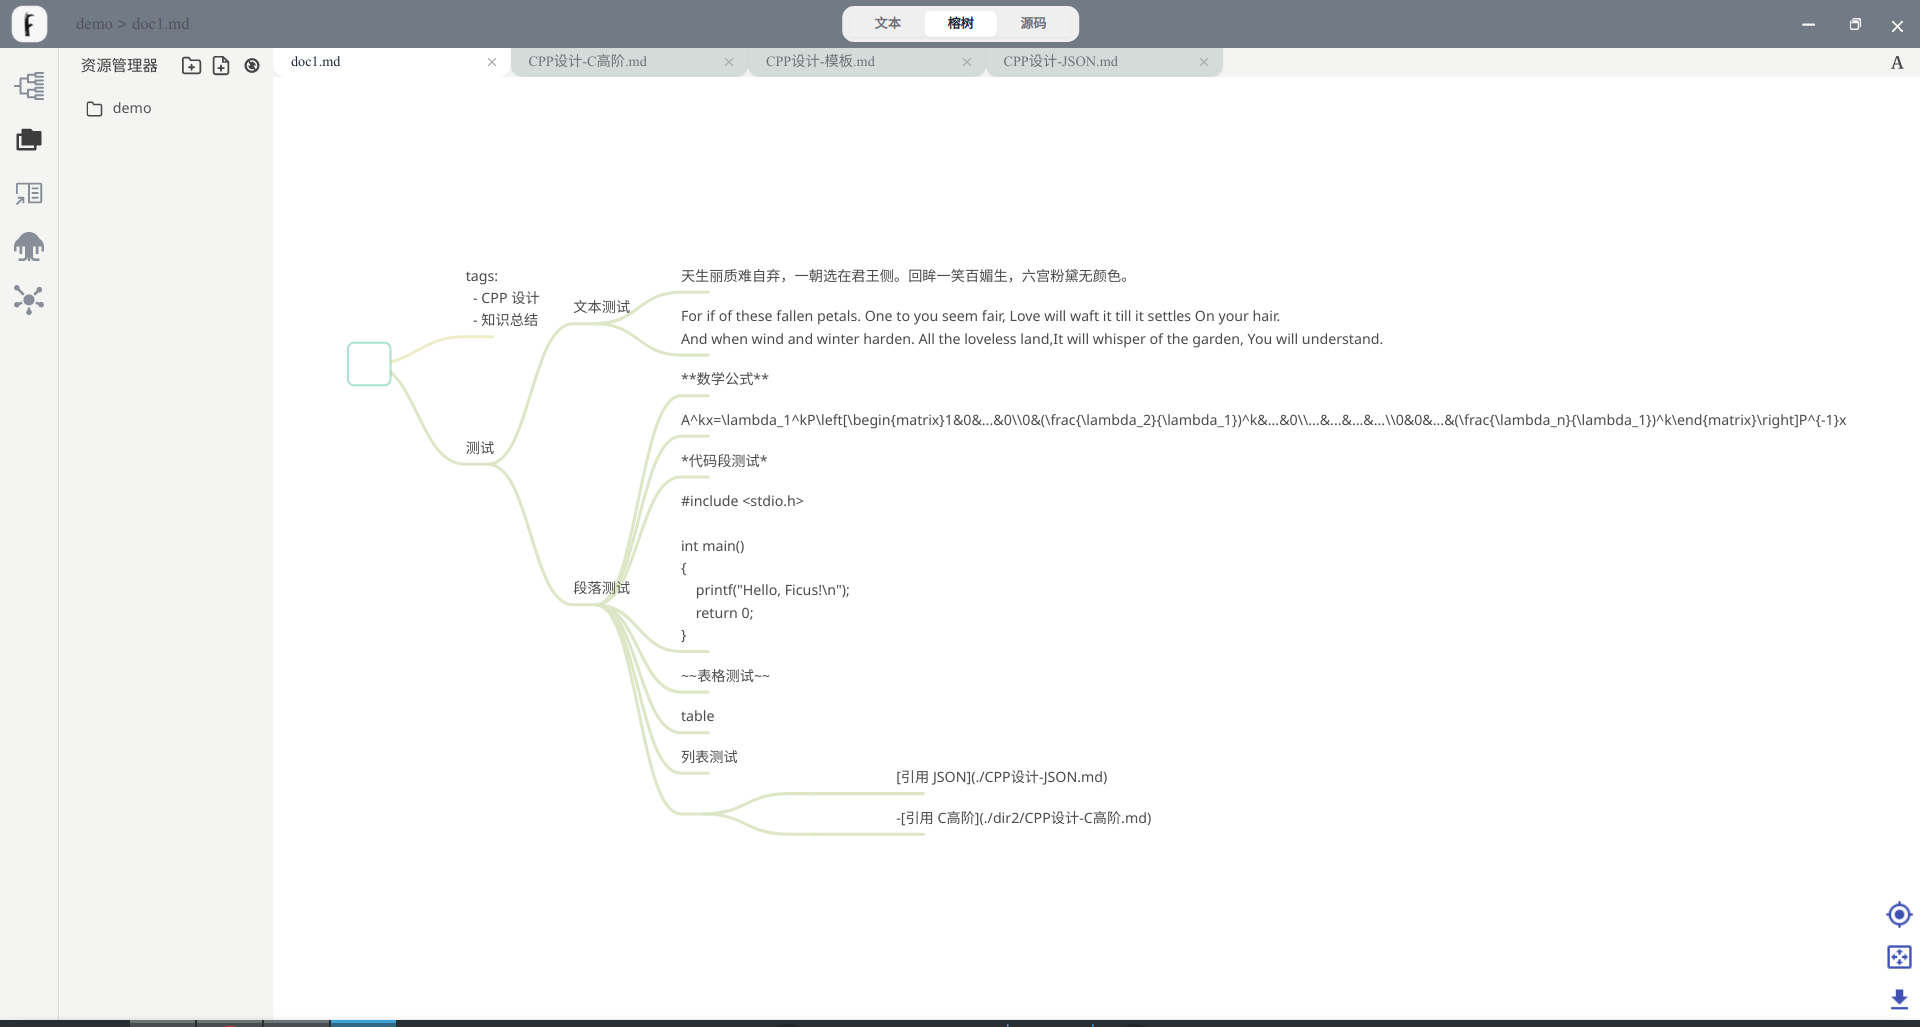 demo > doc1.md
文本
榕树
源码
资源管理器
demo
doc1.md
CPP设计-C高阶.md
CPP设计-模板.md
CPP设计-JSON.md
A
tags:
- CPP 设计
- 知识总结
测试
文本测试
天生丽质难自弃，一朝选在君王侧。回眸一笑百媚生，六宫粉黛无颜色。
For if of these fallen petals. One to you seem fair, Love will waft it till it settles On your hair.
And when wind and winter harden. All the loveless land,It will whisper of the garden, You will understand.
段落测试
**数学公式**
A^kx=\lambda_1^kP\left[\begin{matrix}1&0&...&0\\0&(\frac{\lambda_2}{\lambda_1})^k&...&0\\...&...&...&...\\0&0&...&(\frac{\lambda_n}{\lambda_1})^k\end{matrix}\right]P^{-1}x
*代码段测试*
#include <stdio.h>
int main()
{
printf("Hello, Ficus!\n");
return 0;
}
~~表格测试~~
table
列表测试
[引用 JSON](./CPP设计-JSON.md)
-[引用 C高阶](./dir2/CPP设计-C高阶.md)